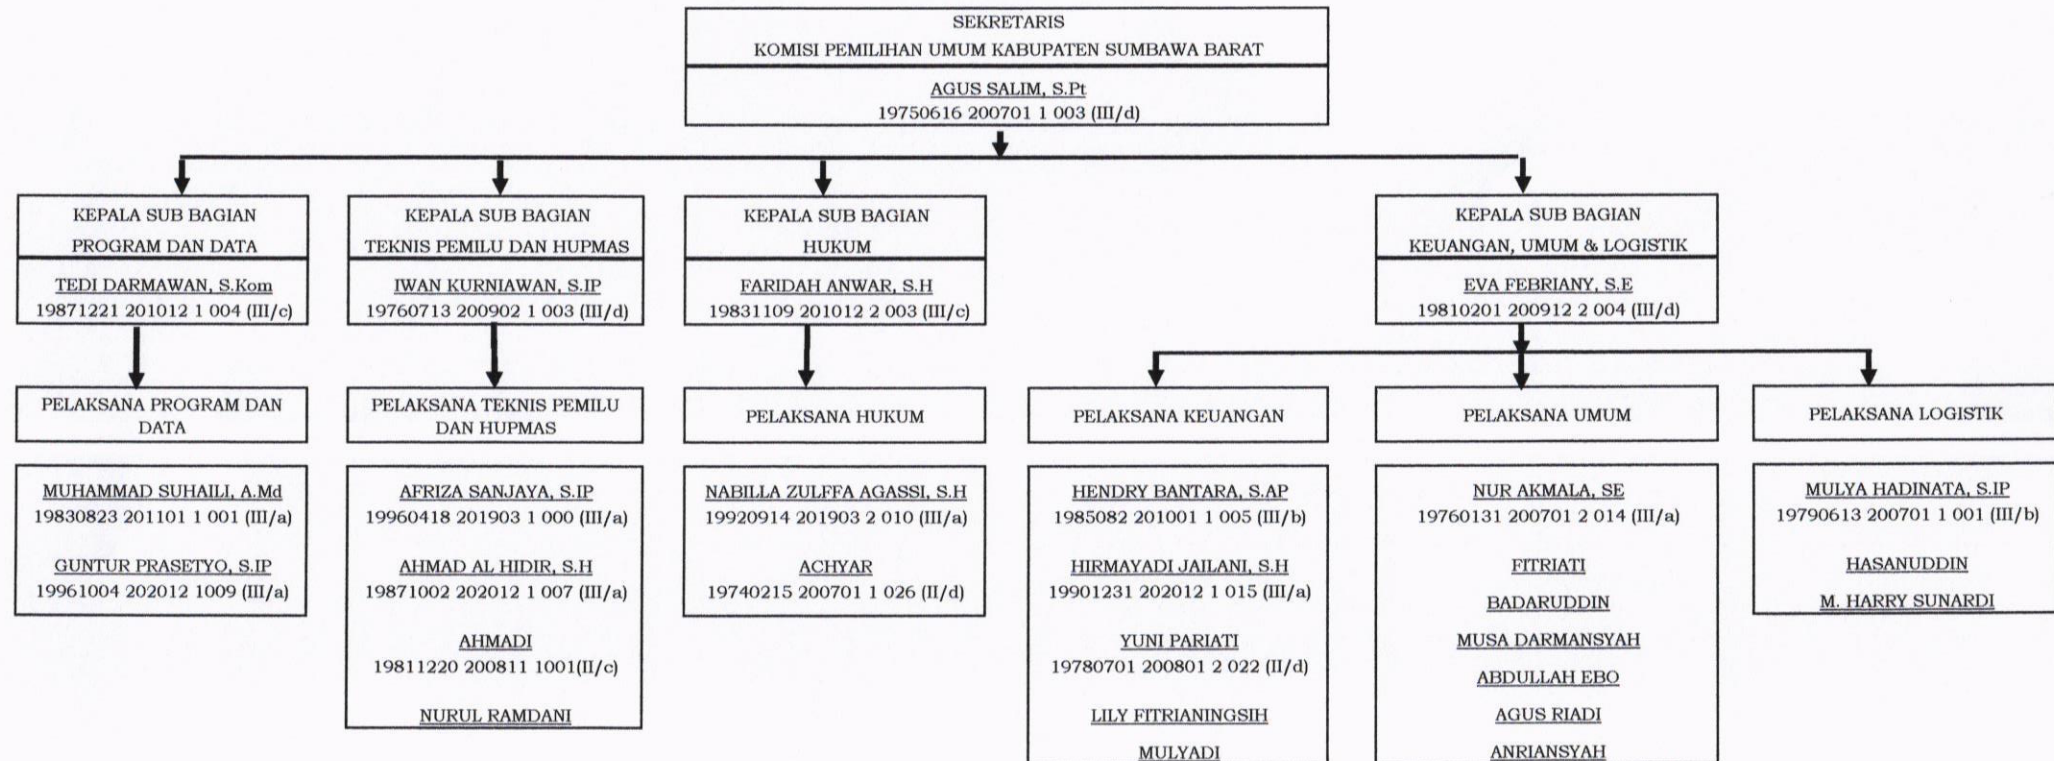 SEKRETARIS
KOMISI PEMILIHAN UMUM KABUPATEN SUMBAWA BARAT
AGUS SALIM, S.Pt
19750616 200701 1 003 (III/d)
KEPALA SUB BAGIAN
PROGRAM DAN DATA
TEDI DARMAWAN, S.Kom
19871221 201012 1 004 (III/c)
KEPALA SUB BAGIAN
TEKNIS PEMILU DAN HUPMAS
IWAN KURNIAWAN, S.IP
19760713 200902 1 003 (III/d)
KEPALA SUB BAGIAN
HUKUM
FARIDAH ANWAR, S.H
19831109 201012 2 003 (III/c)
KEPALA SUB BAGIAN
KEUANGAN, UMUM & LOGISTIK
EVA FEBRIANY, S.E
19810201 200912 2 004 (III/d)
PELAKSANA PROGRAM DAN
DATA
PELAKSANA TEKNIS PEMILU
DAN HUPMAS
PELAKSANA HUKUM
PELAKSANA KEUANGAN
PELAKSANA UMUM
PELAKSANA LOGISTIK
MUHAMMAD SUHAILI, A.Md
19830823 201101 1 001 (III/a)
GUNTUR PRASETYO, S.IP
19961004 202012 1009 (III/a)
AFRIZA SANJAYA, S.IP
19960418 201903 1 000 (III/a)
AHMAD AL HIDIR, S.H
19871002 202012 1 007 (III/a)
AHMADI
19811220 200811 1001(II/c)
NURUL RAMDANI
NABILLA ZULFFA AGASSI, S.H
19920914 201903 2 010 (III/a)
ACHYAR
19740215 200701 1 026 (II/d)
HENDRY BANTARA, S.AP
1985082 201001 1 005 (III/b)
HIRMAYADI JAILANI, S.H
19901231 202012 1 015 (III/a)
YUNI PARIATI
19780701 200801 2 022 (II/d)
LILY FITRIANINGSIH
MULYADI
NUR AKMALA, SE
19760131 200701 2 014 (III/a)
FITRIATI
BADARUDDIN
MUSA DARMANSYAH
ABDULLAH EBO
AGUS RIADI
ANRIANSYAH
MULYA HADINATA, S.IP
19790613 200701 1 001 (III/b)
HASANUDDIN
M. HARRY SUNARDI